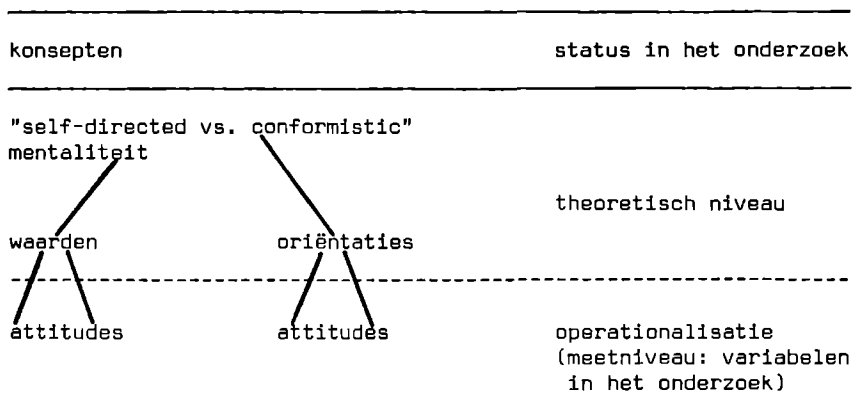 konsepten status in het onderzoek
"self-directed vs. conformistic"
mentaliteit
theoretisch niveau
waarden oriëntaties
attitudes attitudes operationalisatie
(meetniveau: variabelen
in het onderzoek)